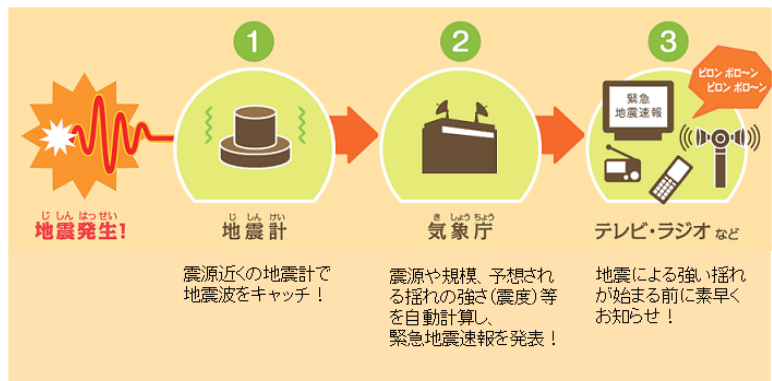 1
2
3
ピロン ポロ〜ン
ピロン ポロ〜ン
緊急
地震速報
じ しん はっ せい
地震発生!
じ しん けい
地震計
き しょう ちょう
気象庁
テレビ・ラジオ など
震源近くの地震計で
地震波をキャッチ！
震源や規模、予想され
る揺れの強さ（震度）等
を自動計算し、
緊急地震速報を発表！
地震による強い揺れ
が始まる前に素早く
お知らせ！